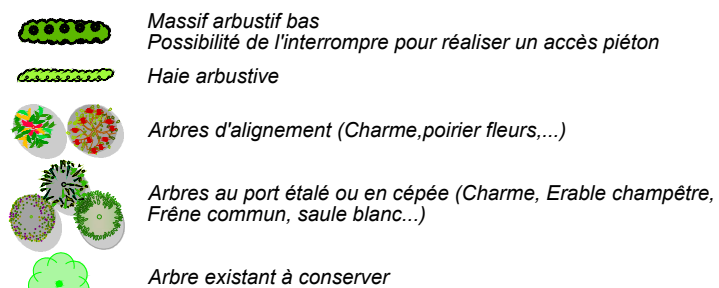 Massif arbustif bas
Possibilité de l'interrompre pour réaliser un accès piéton
Haie arbustive
Arbres d'alignement (Charme,poirier fleurs,...)
Arbres au port étalé ou en cépée (Charme, Erable champêtre,
Frêne commun, saule blanc...)
Arbre existant à conserver